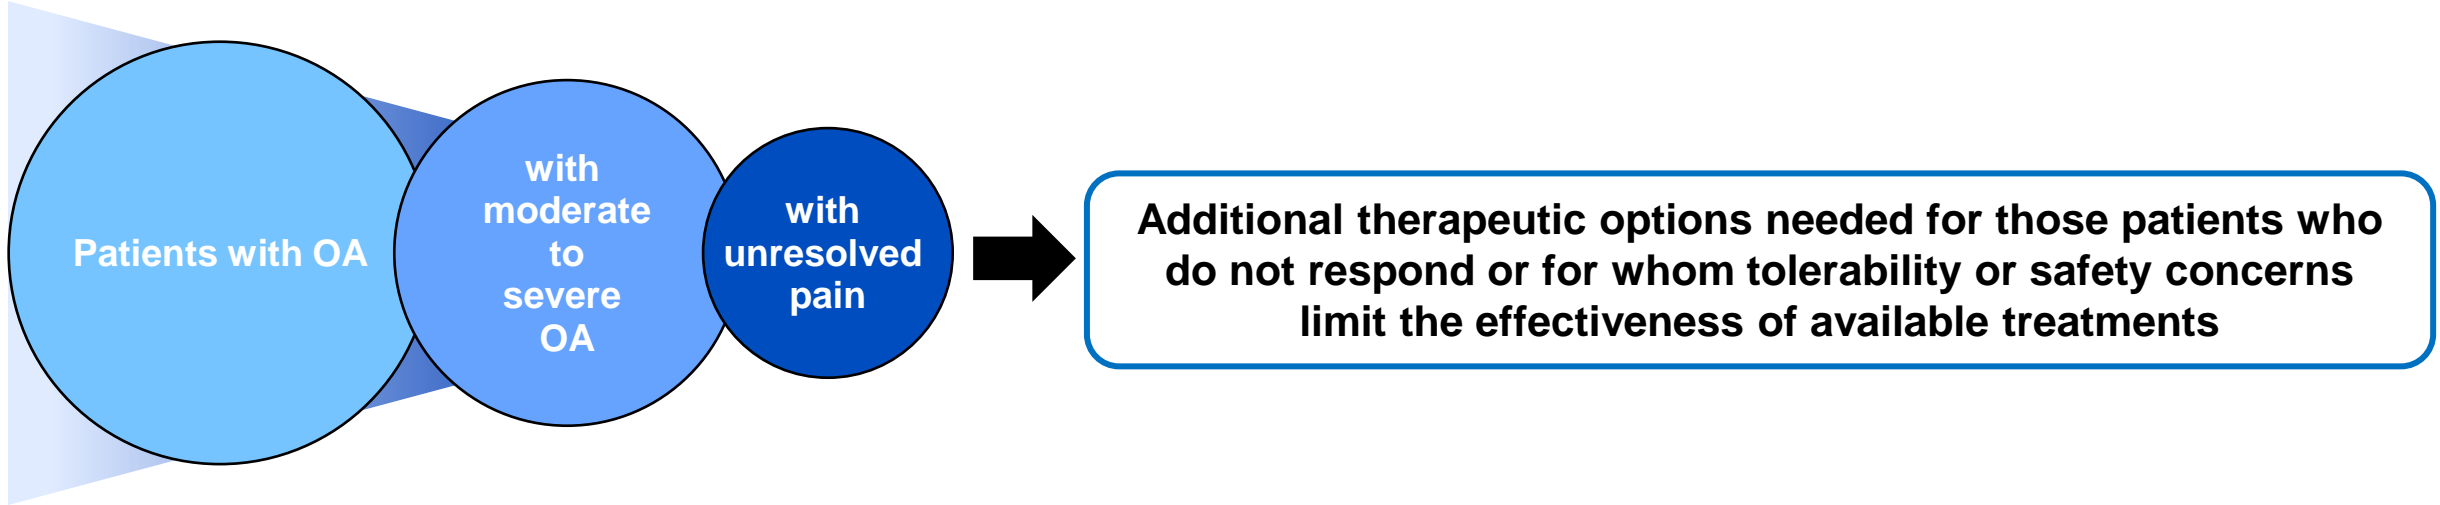 Patients with OA
with
moderate
to
severe
OA
with
unresolved
pain
Additional therapeutic options needed for those patients who
do not respond or for whom tolerability or safety concerns
limit the effectiveness of available treatments